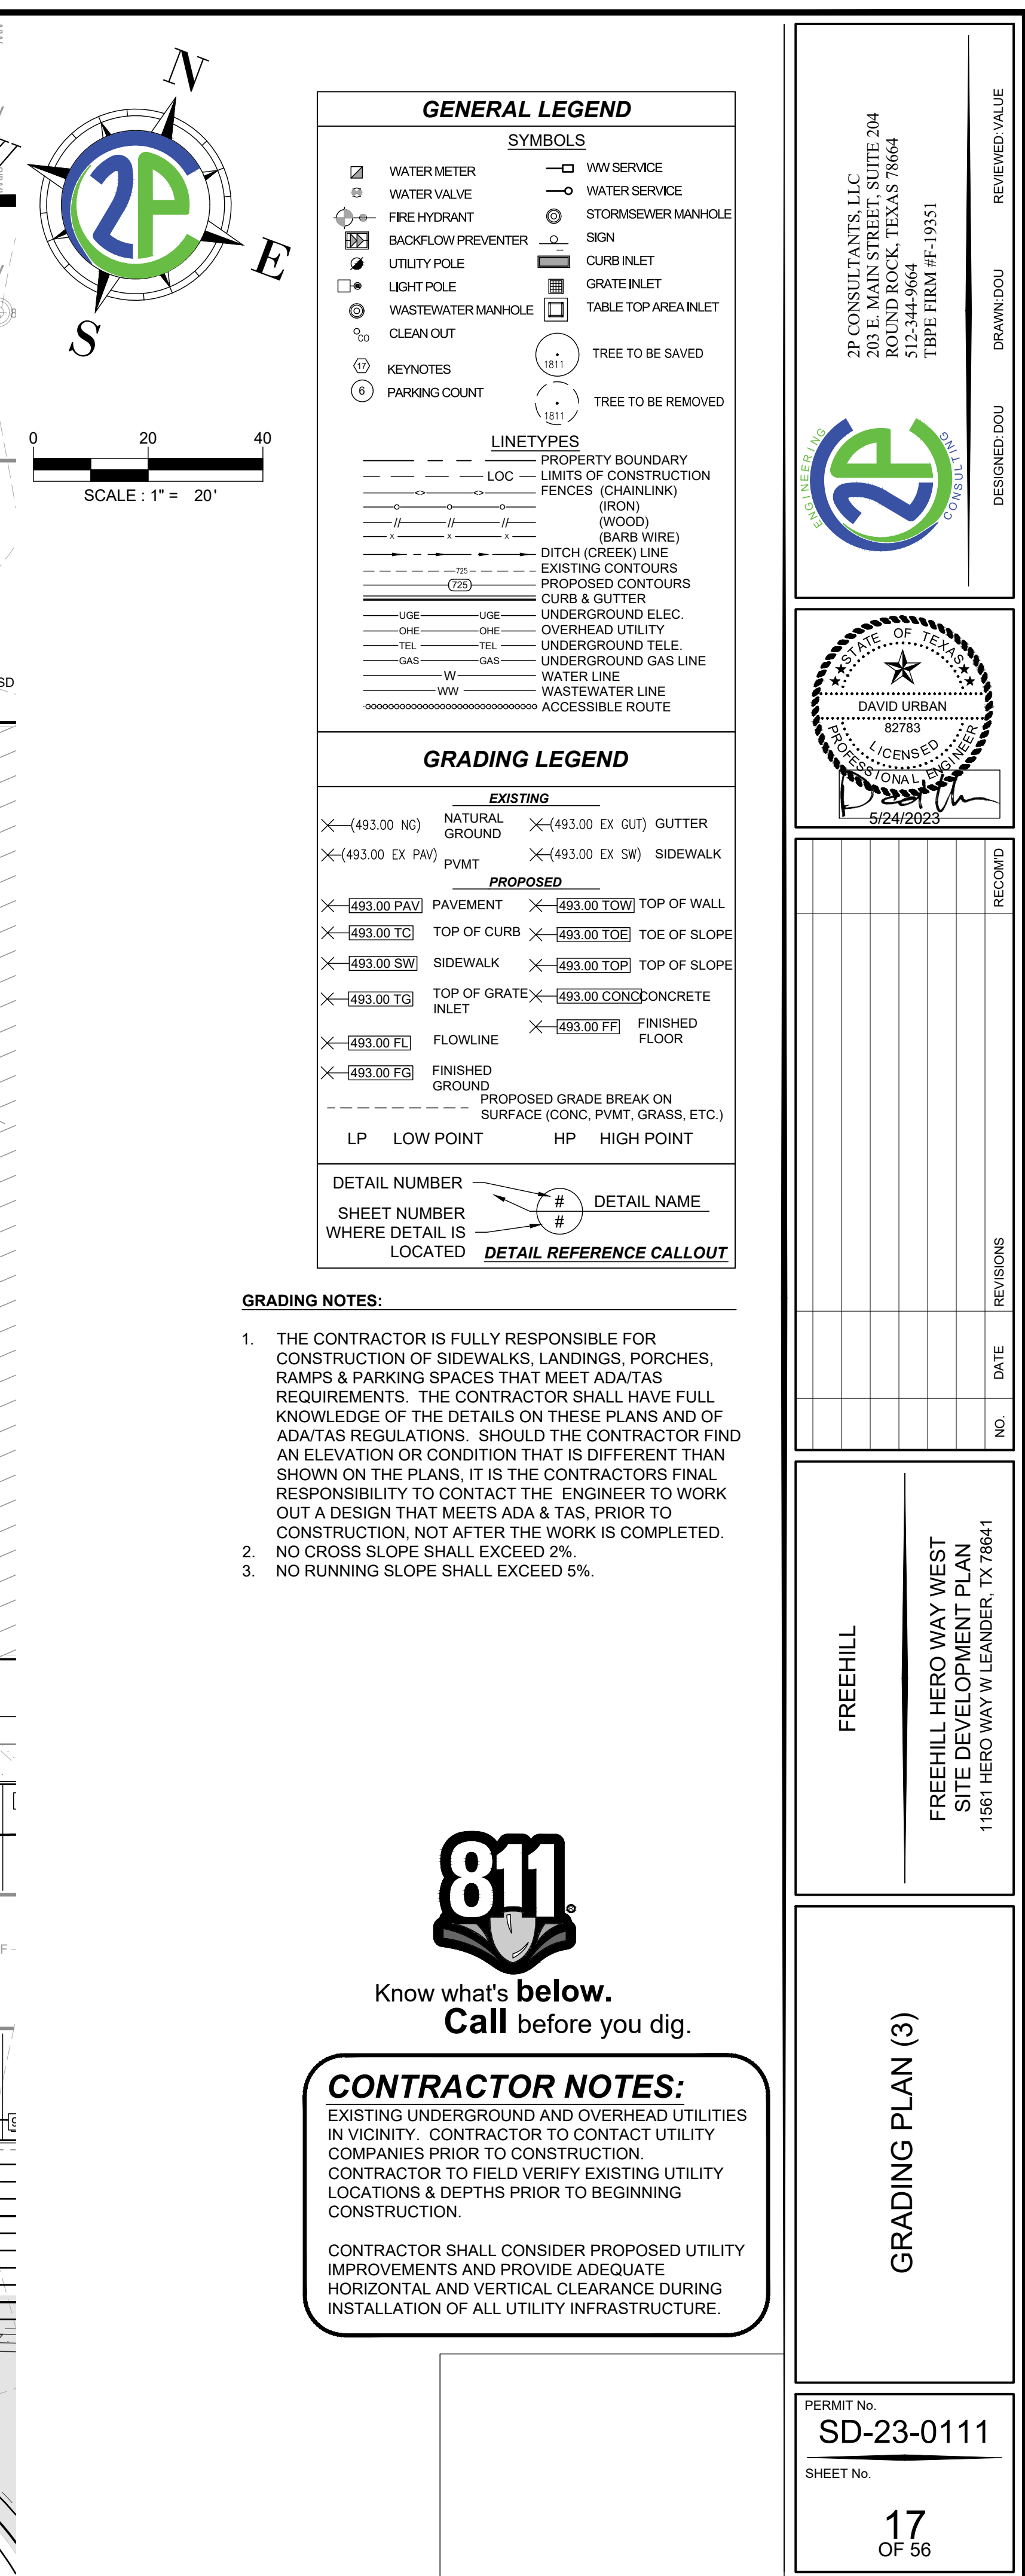 N
E
S
2P
0 20 40
SCALE : 1" = 20'
SD
GENERAL LEGEND
SYMBOLS
WATER METER
WATER VALVE
FIRE HYDRANT
BACKFLOW PREVENTER
UTILITY POLE
LIGHT POLE
WASTEWATER MANHOLE
CO CLEAN OUT
17 KEYNOTES
6 PARKING COUNT
WW SERVICE
WATER SERVICE
STORMSEWER MANHOLE
SIGN
CURB INLET
GRATE INLET
TABLE TOP AREA INLET
1811 TREE TO BE SAVED
1811 TREE TO BE REMOVED
LINETYPES
PROPERTY BOUNDARY
LOC LIMITS OF CONSTRUCTION
<> <> FENCES (CHAINLINK)
o o o (IRON)
// // // (WOOD)
x x x (BARB WIRE)
DITCH (CREEK) LINE
725 EXISTING CONTOURS
725 PROPOSED CONTOURS
CURB & GUTTER
UGE UGE UNDERGROUND ELEC.
OHE OHE OVERHEAD UTILITY
TEL TEL UNDERGROUND TELE.
GAS GAS UNDERGROUND GAS LINE
W WATER LINE
WW WASTEWATER LINE
ACCESSIBLE ROUTE
GRADING LEGEND
EXISTING
(493.00 NG) NATURAL
GROUND
(493.00 EX GUT) GUTTER
(493.00 EX PAV) PVMT
(493.00 EX SW) SIDEWALK
PROPOSED
493.00 PAV PAVEMENT
493.00 TC TOP OF CURB
493.00 SW SIDEWALK
493.00 TG TOP OF GRATE
INLET
493.00 FL FLOWLINE
493.00 FG FINISHED
GROUND
493.00 TOW TOP OF WALL
493.00 TOE TOE OF SLOPE
493.00 TOP TOP OF SLOPE
493.00 CONC CONCRETE
493.00 FF FINISHED
FLOOR
PROPOSED GRADE BREAK ON
SURFACE (CONC, PVMT, GRASS, ETC.)
LP LOW POINT HP HIGH POINT
DETAIL NUMBER
SHEET NUMBER
WHERE DETAIL IS
LOCATED
#
#
DETAIL NAME
DETAIL REFERENCE CALLOUT
GRADING NOTES:
1. THE CONTRACTOR IS FULLY RESPONSIBLE FOR
CONSTRUCTION OF SIDEWALKS, LANDINGS, PORCHES,
RAMPS & PARKING SPACES THAT MEET ADA/TAS
REQUIREMENTS. THE CONTRACTOR SHALL HAVE FULL
KNOWLEDGE OF THE DETAILS ON THESE PLANS AND OF
ADA/TAS REGULATIONS. SHOULD THE CONTRACTOR FIND
AN ELEVATION OR CONDITION THAT IS DIFFERENT THAN
SHOWN ON THE PLANS, IT IS THE CONTRACTORS FINAL
RESPONSIBILITY TO CONTACT THE ENGINEER TO WORK
OUT A DESIGN THAT MEETS ADA & TAS, PRIOR TO
CONSTRUCTION, NOT AFTER THE WORK IS COMPLETED.
2. NO CROSS SLOPE SHALL EXCEED 2%.
3. NO RUNNING SLOPE SHALL EXCEED 5%.
811®
Know what's below.
Call before you dig.
CONTRACTOR NOTES:
EXISTING UNDERGROUND AND OVERHEAD UTILITIES
IN VICINITY. CONTRACTOR TO CONTACT UTILITY
COMPANIES PRIOR TO CONSTRUCTION.
CONTRACTOR TO FIELD VERIFY EXISTING UTILITY
LOCATIONS & DEPTHS PRIOR TO BEGINNING
CONSTRUCTION.
CONTRACTOR SHALL CONSIDER PROPOSED UTILITY
IMPROVEMENTS AND PROVIDE ADEQUATE
HORIZONTAL AND VERTICAL CLEARANCE DURING
INSTALLATION OF ALL UTILITY INFRASTRUCTURE.
2P CONSULTANTS, LLC
203 E. MAIN STREET, SUITE 204
ROUND ROCK, TEXAS 78664
512-344-9664
TBPE FIRM #F-19351
ENGINEERING
2P
CONSULTING
DESIGNED: DOU DRAWN:DOU REVIEWED:VALUE
STATE OF TEXAS
DAVID URBAN
82783
LICENSED
PROFESSIONAL ENGINEER
5/24/2023
NO. DATE REVISIONS RECOM'D
FREEHILL
FREEHILL HERO WAY WEST
SITE DEVELOPMENT PLAN
11561 HERO WAY W LEANDER, TX 78641
GRADING PLAN (3)
PERMIT No.
SD-23-0111
SHEET No.
17
OF 56